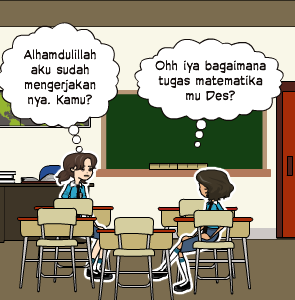 Alhamdulillah
aku sudah
mengerjakan
nya. Kamu?
Ohh iya bagaimana
tugas matematika
mu Des?